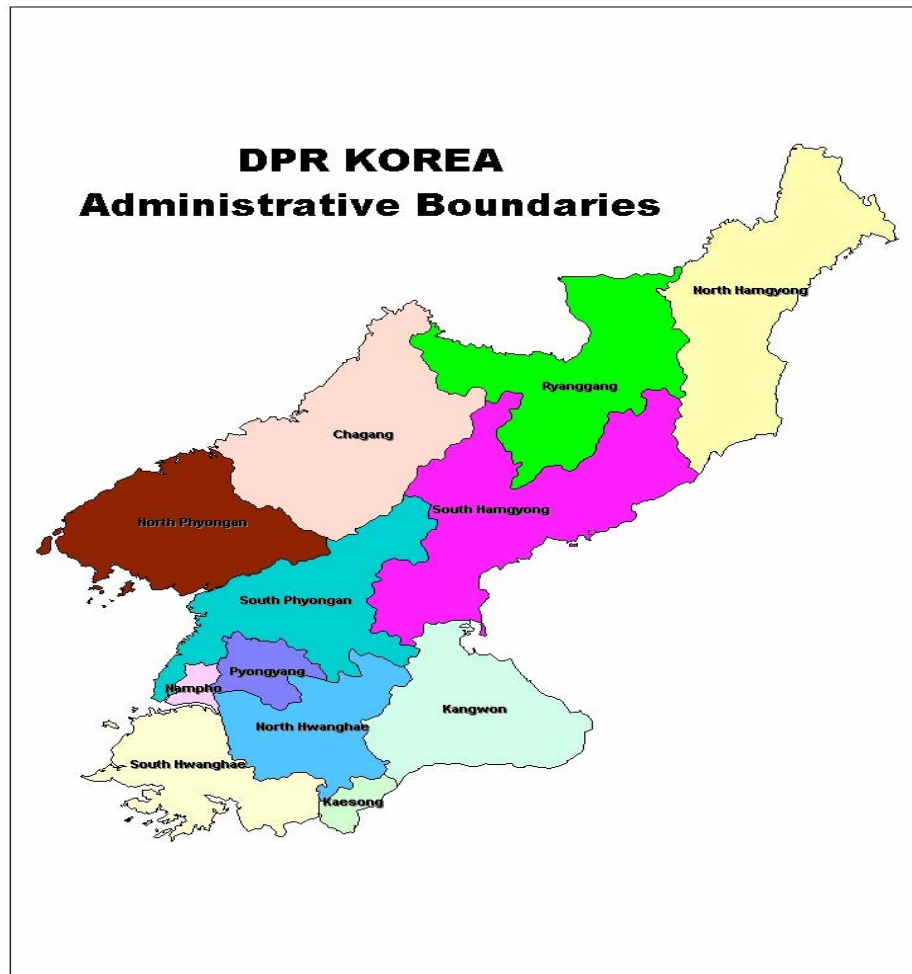 DPR KOREA
Administrative Boundaries
North Hamgyong
Ryanggang
Chagang
South Hamgyong
North Phyongan
South Phyongan
Pyongyang
Nampho
Kangwon
North Hwanghae
South Hwanghae
Kaesong